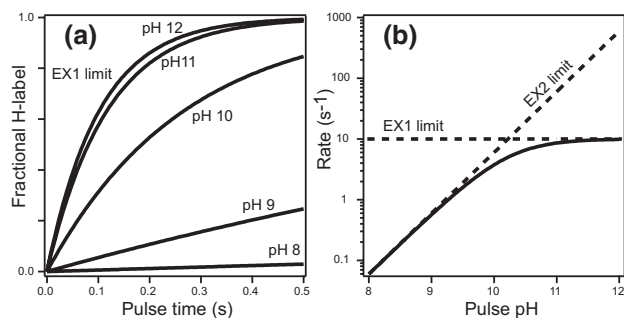 (a)
1.0
pH 12
EX1 limit
pH11
pH 10
pH 9
pH 8
0.0
Fractional H-label
0.0 0.1 0.2 0.3 0.4 0.5
Pulse time (s)
(b)
1000
100
10
1
0.1
Rate (s-1)
EX2 limit
EX1 limit
8 9 10 11 12
Pulse pH